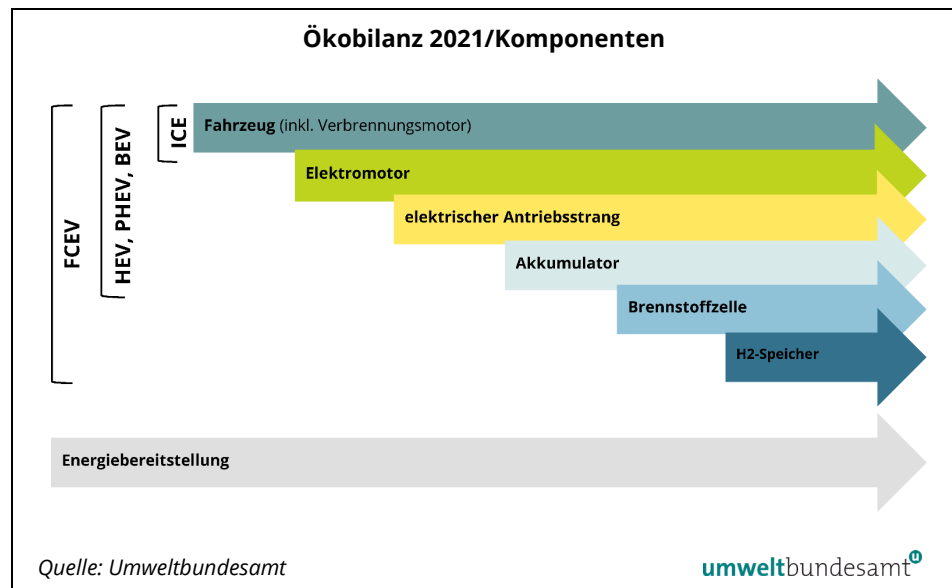 Ökobilanz 2021/Komponenten
ICE
Fahrzeug (inkl. Verbrennungsmotor)
HEV, PHEV, BEV
Elektromotor
FCEV
elektrischer Antriebsstrang
Akkumulator
Brennstoffzelle
H2-Speicher
Energiebereitstellung
Quelle: Umweltbundesamt
umweltbundesamt u